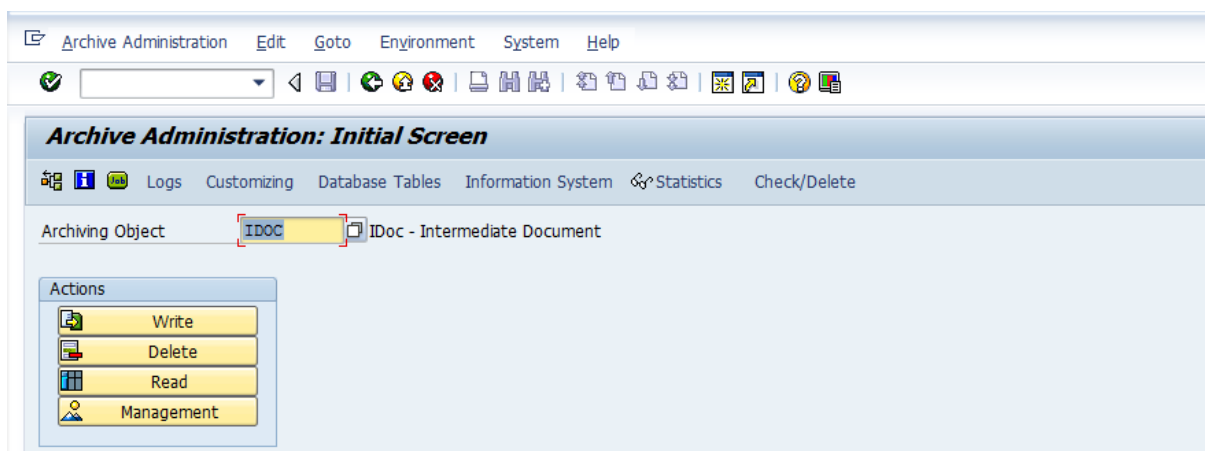 Archive Administration Edit Goto Environment System Help
Archive Administration: Initial Screen
Job Logs Customizing Database Tables Information System Statistics Check/Delete
Archiving Object IDOC IDoc - Intermediate Document
Actions
Write
Delete
Read
Management